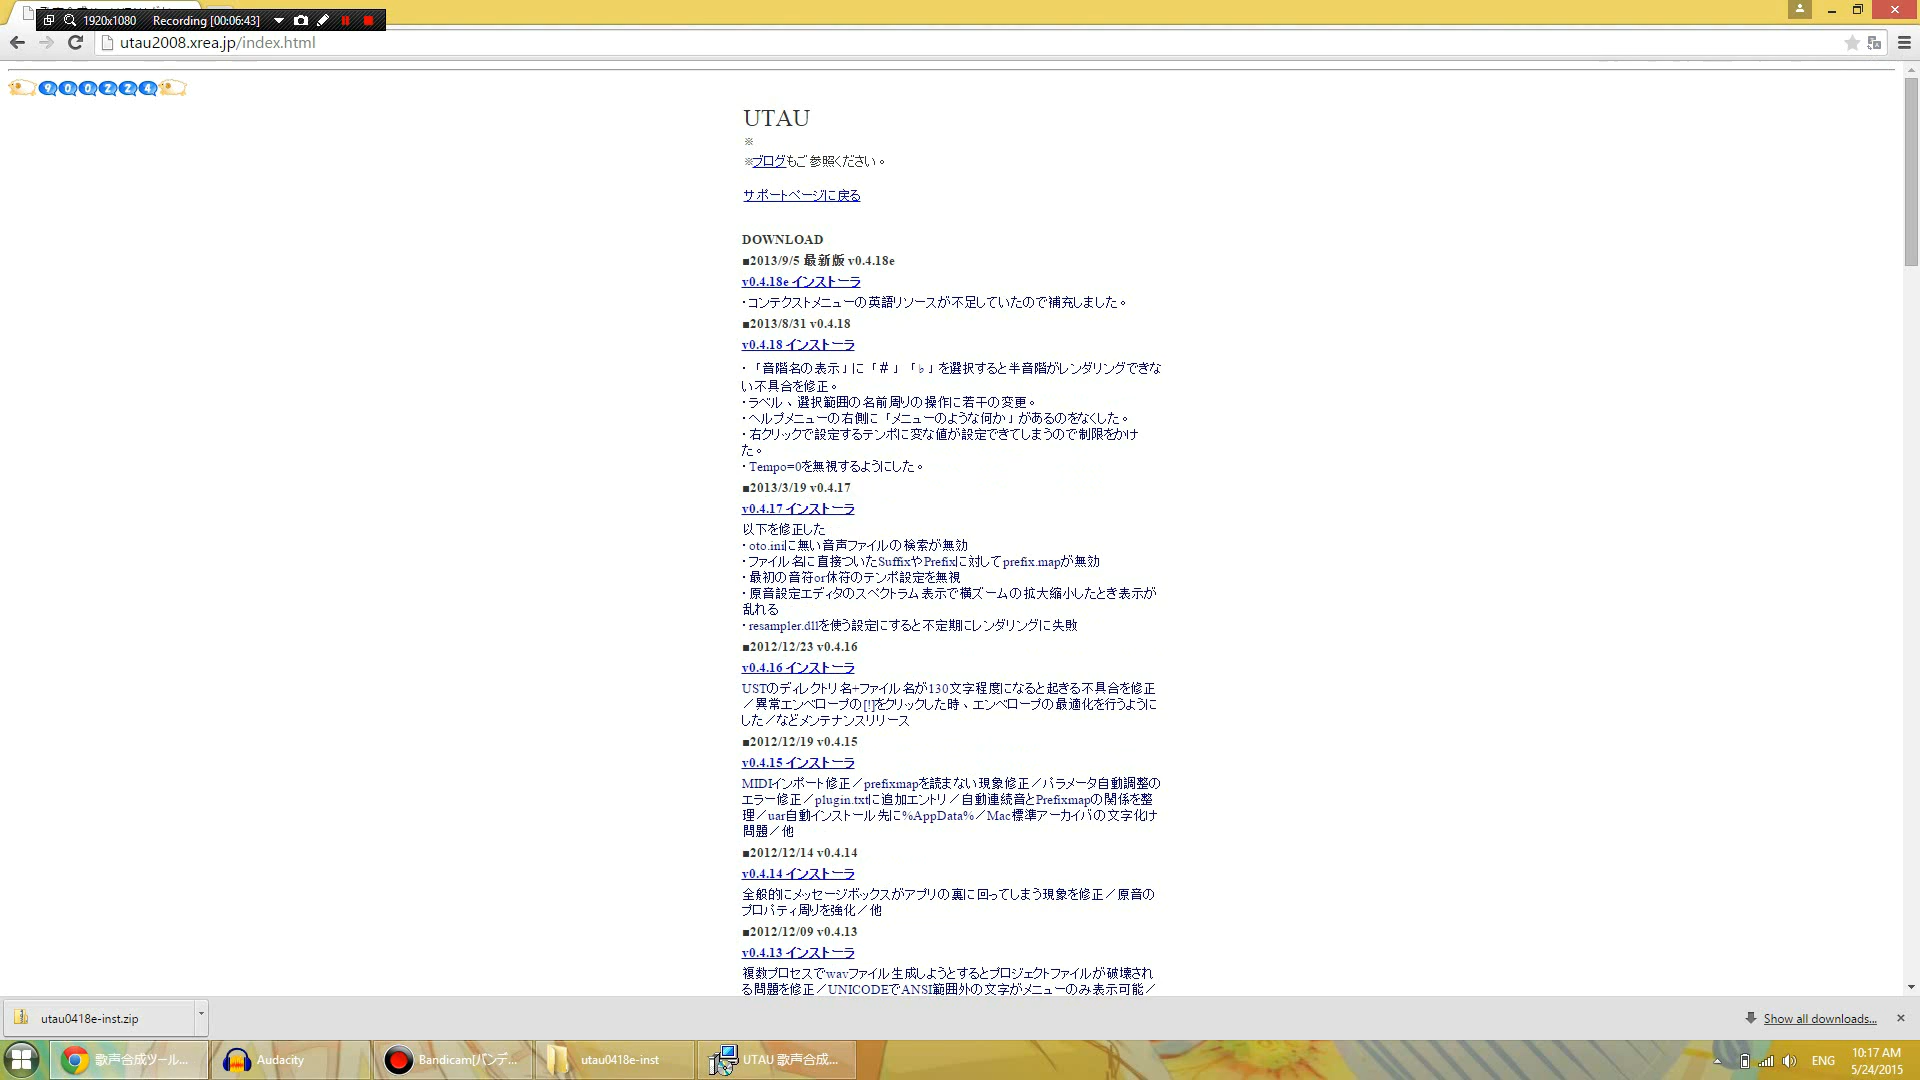 1920x1080 Recording [00:06:43]
utau2008.xrea.jp/index.html
900224
UTAU
※
※ブログもご参照ください。
サポートページに戻る
DOWNLOAD
■2013/9/5 最新版 v0.4.18e
v0.4.18e インストーラ
・コンテクストメニューの英語リソースが不足していたので補充しました。
■2013/8/31 v0.4.18
v0.4.18 インストーラ
・「音階名の表示」に「＃」「♭」を選択すると半音階がレンダリングできな
い不具合を修正。
・ラベル、選択範囲の名前周りの操作に若干の変更。
・ヘルプメニューの右側に「メニューのような何か」があるのをなくした。
・右クリックで設定するテンポに変な値が設定できてしまうので制限をかけ
た。
・Tempo=0を無視するようにした。
■2013/3/19 v0.4.17
v0.4.17 インストーラ
以下を修正した
・oto.iniに無い音声ファイルの検索が無効
・ファイル名に直接ついたSuffixやPrefixに対してprefix.mapが無効
・最初の音符or休符のテンポ設定を無視
・原音設定エディタのスペクトラム表示で横ズームの拡大縮小したとき表示が
乱れる
・resampler.dllを使う設定にすると不定期にレンダリングに失敗
■2012/12/23 v0.4.16
v0.4.16 インストーラ
USTのディレクトリ名+ファイル名が130文字程度になると起きる不具合を修正
／異常エンベロープの[!]をクリックした時、エンベロープの最適化を行うように
した／などメンテナンスリリース
■2012/12/19 v0.4.15
v0.4.15 インストーラ
MIDIインポート修正／prefixmapを読まない現象修正／パラメータ自動調整の
エラー修正／plugin.txtに追加エントリ／自動連続音とPrefixmapの関係を整
理／uar自動インストール先に%AppData%／Mac標準アーカイバの文字化け
問題／他
■2012/12/14 v0.4.14
v0.4.14 インストーラ
全般的にメッセージボックスがアプリの裏に回ってしまう現象を修正／原音の
プロパティ周りを強化／他
■2012/12/09 v0.4.13
v0.4.13 インストーラ
複数プロセスでwavファイル生成しようとするとプロジェクトファイルが破壊され
る問題を修正／UNICODEでANSI範囲外の文字がメニューのみ表示可能／
utau0418e-inst.zip
Show all downloads...
歌声合成ツール...
Audacity
Bandicam[バンデ...
utau0418e-inst
UTAU 歌声合成...
ENG
10:17 AM
5/24/2015